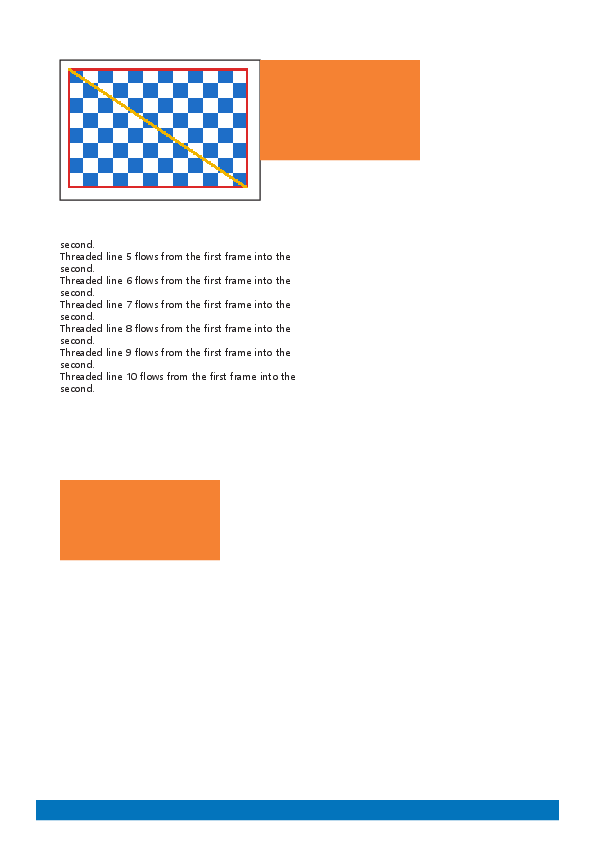 second.
Threaded line 5 flows from the first frame into the
second.
Threaded line 6 flows from the first frame into the
second.
Threaded line 7 flows from the first frame into the
second.
Threaded line 8 flows from the first frame into the
second.
Threaded line 9 flows from the first frame into the
second.
Threaded line 10 flows from the first frame into the
second.